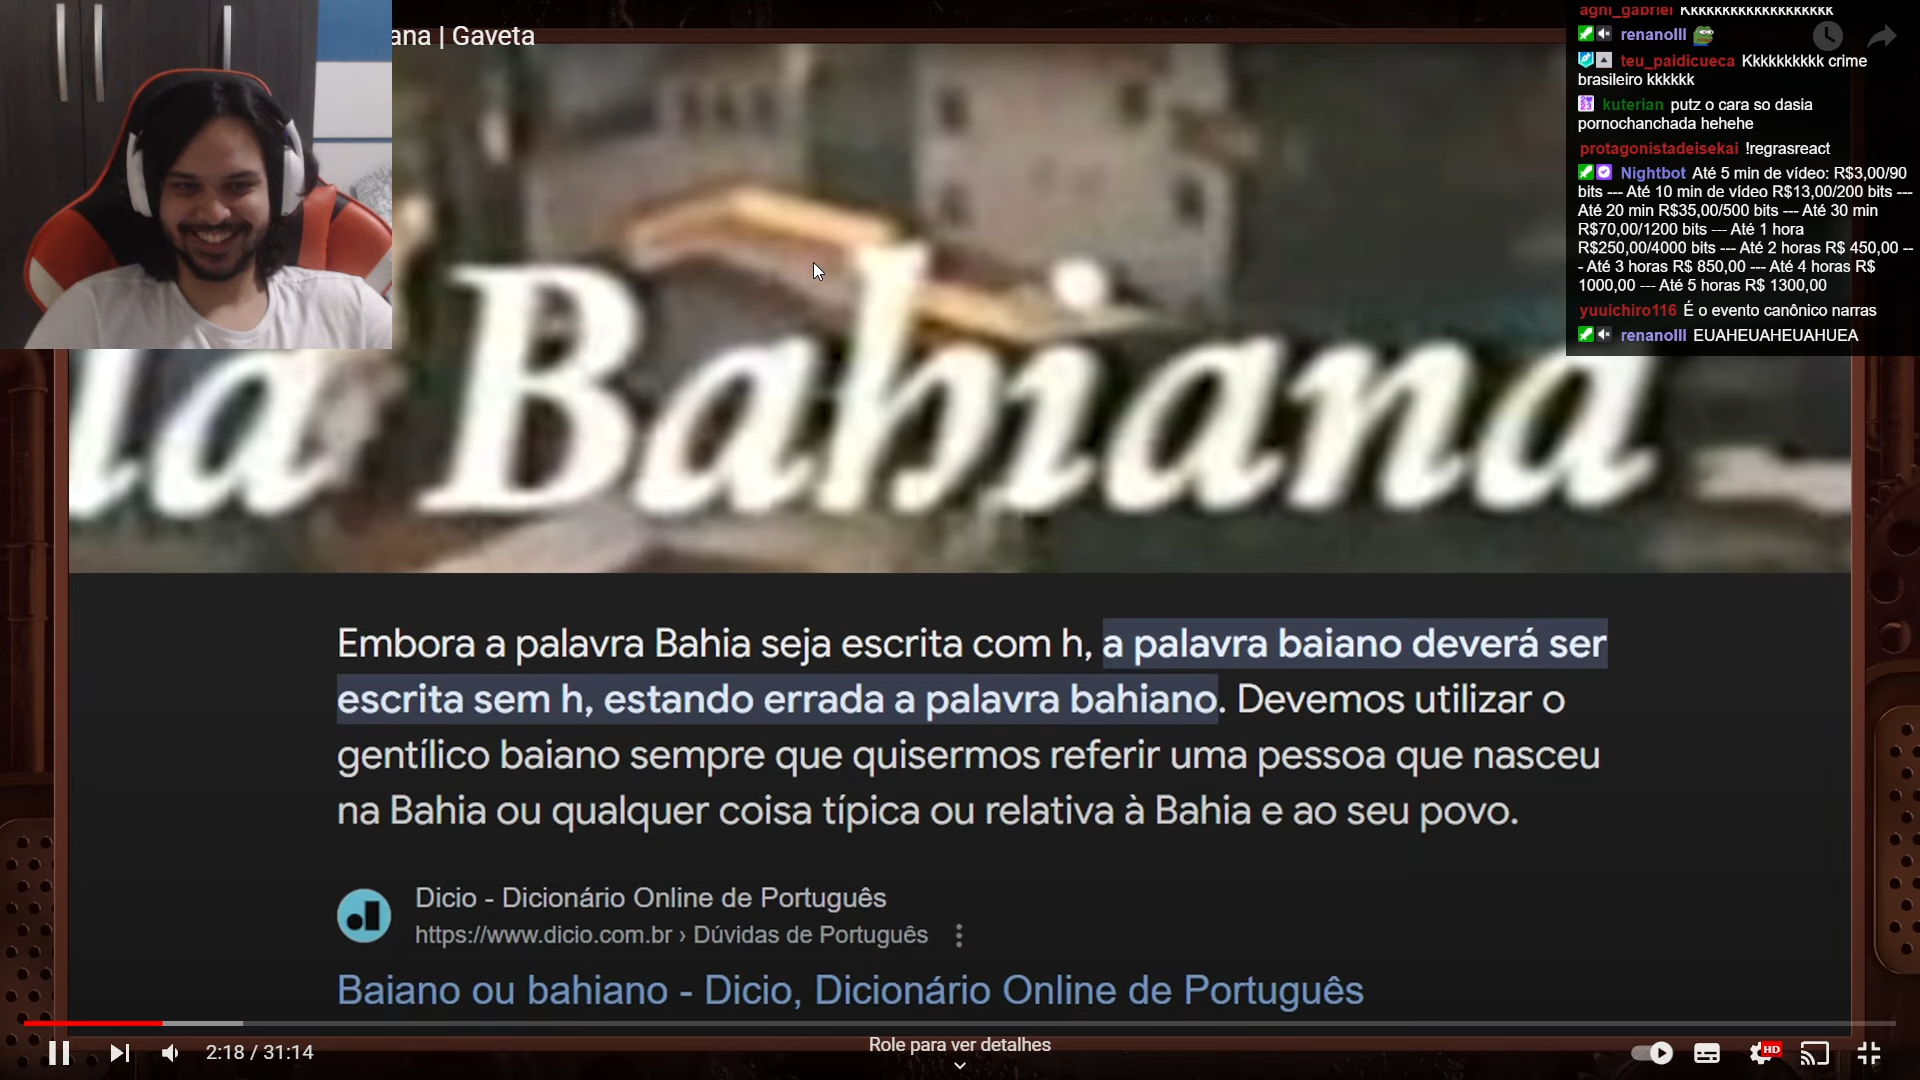 ana | Gaveta
la Bahiana
Embora a palavra Bahia seja escrita com h, a palavra baiano deverá ser
escrita sem h, estando errada a palavra bahiano. Devemos utilizar o
gentílico baiano sempre que quisermos referir uma pessoa que nasceu
na Bahia ou qualquer coisa típica ou relativa à Bahia e ao seu povo.
Dicio - Dicionário Online de Português
https://www.dicio.com.br › Dúvidas de Português
Baiano ou bahiano - Dicio, Dicionário Online de Português
2:18 / 31:14
Role para ver detalhes
HD
agni_gabriel Kkkkkkkkkkkkkkkkkkk
renanolll
teu_paidicueca Kkkkkkkkkk crime
brasileiro kkkkkk
kuterian putz o cara so dasia
pornochanchada hehehe
protagonistadeisekai !regrasreact
Nightbot Até 5 min de vídeo: R$3,00/90
bits --- Até 10 min de vídeo R$13,00/200 bits ---
Até 20 min R$35,00/500 bits --- Até 30 min
R$70,00/1200 bits --- Até 1 hora
R$250,00/4000 bits --- Até 2 horas R$ 450,00 --
- Até 3 horas R$ 850,00 --- Até 4 horas R$
1000,00 --- Até 5 horas R$ 1300,00
yuuichiro116 É o evento canônico narras
renanolll EUAHEUAHEUAHUEA